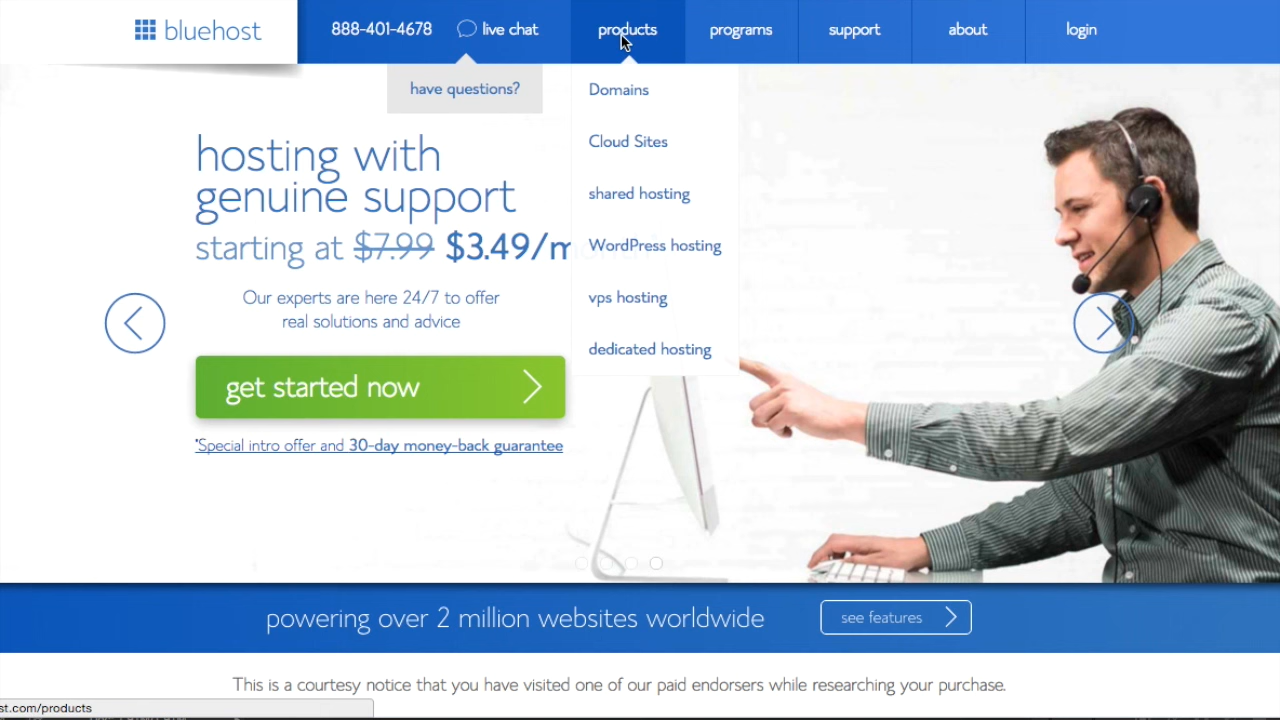 bluehost
888-401-4678
live chat
products
programs
support
about
login
have questions?
Domains
Cloud Sites
shared hosting
WordPress hosting
vps hosting
dedicated hosting
hosting with
genuine support
starting at $7.99 $3.49/m
Our experts are here 24/7 to offer
real solutions and advice
get started now
*Special intro offer and 30-day money-back guarantee
powering over 2 million websites worldwide
see features
This is a courtesy notice that you have visited one of our paid endorsers while researching your purchase.
st.com/products